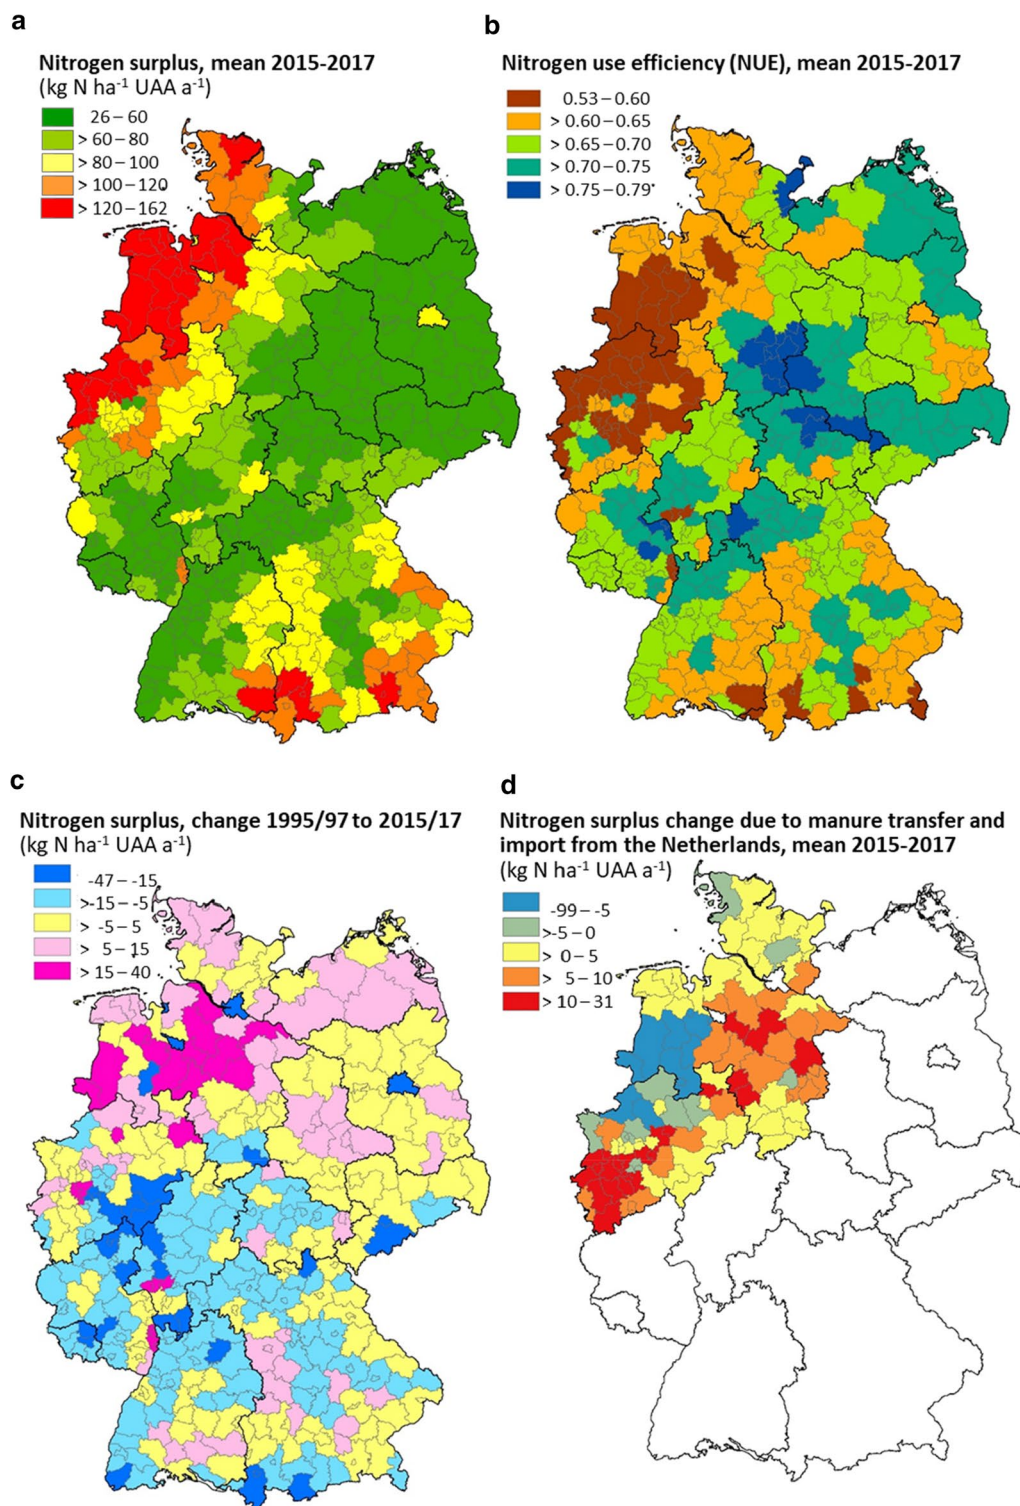 a
Nitrogen surplus, mean 2015-2017
(kg N ha⁻¹ UAA a⁻¹)
26 – 60
> 60 – 80
> 80 – 100
> 100 – 120
> 120 – 162
b
Nitrogen use efficiency (NUE), mean 2015-2017
0.53 – 0.60
> 0.60 – 0.65
> 0.65 – 0.70
> 0.70 – 0.75
> 0.75 – 0.79
c
Nitrogen surplus, change 1995/97 to 2015/17
(kg N ha⁻¹ UAA a⁻¹)
-47 – -15
>-15 – -5
> -5 – 5
> 5 – 15
> 15 – 40
d
Nitrogen surplus change due to manure transfer and
import from the Netherlands, mean 2015-2017
(kg N ha⁻¹ UAA a⁻¹)
-99 – -5
>-5 – 0
> 0 – 5
> 5 – 10
> 10 – 31